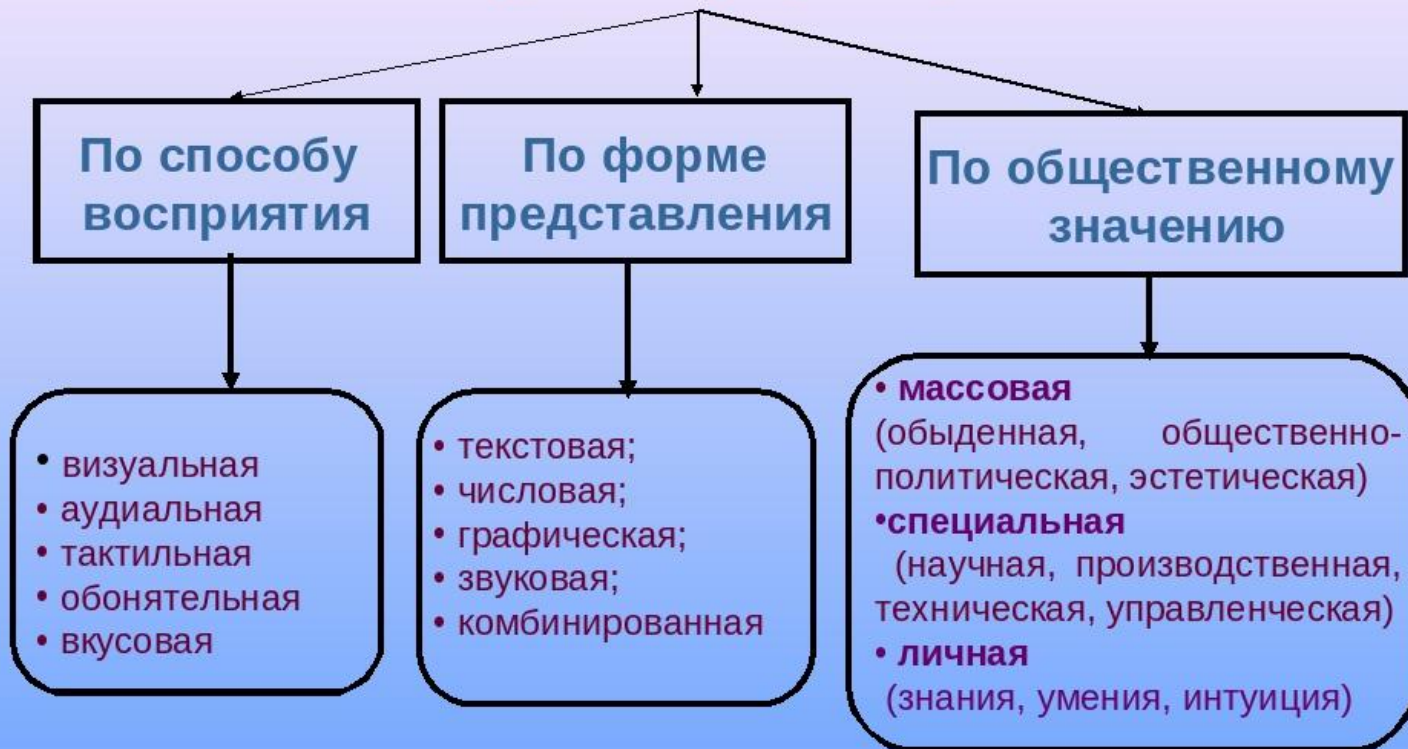 По способу
восприятия
По форме
представления
По общественному
значению
• визуальная
• аудиальная
• тактильная
• обонятельная
• вкусовая
• текстовая;
• числовая;
• графическая;
• звуковая;
• комбинированная
• массовая
(обыденная, общественно-
политическая, эстетическая)
•специальная
(научная, производственная,
техническая, управленческая)
• личная
(знания, умения, интуиция)